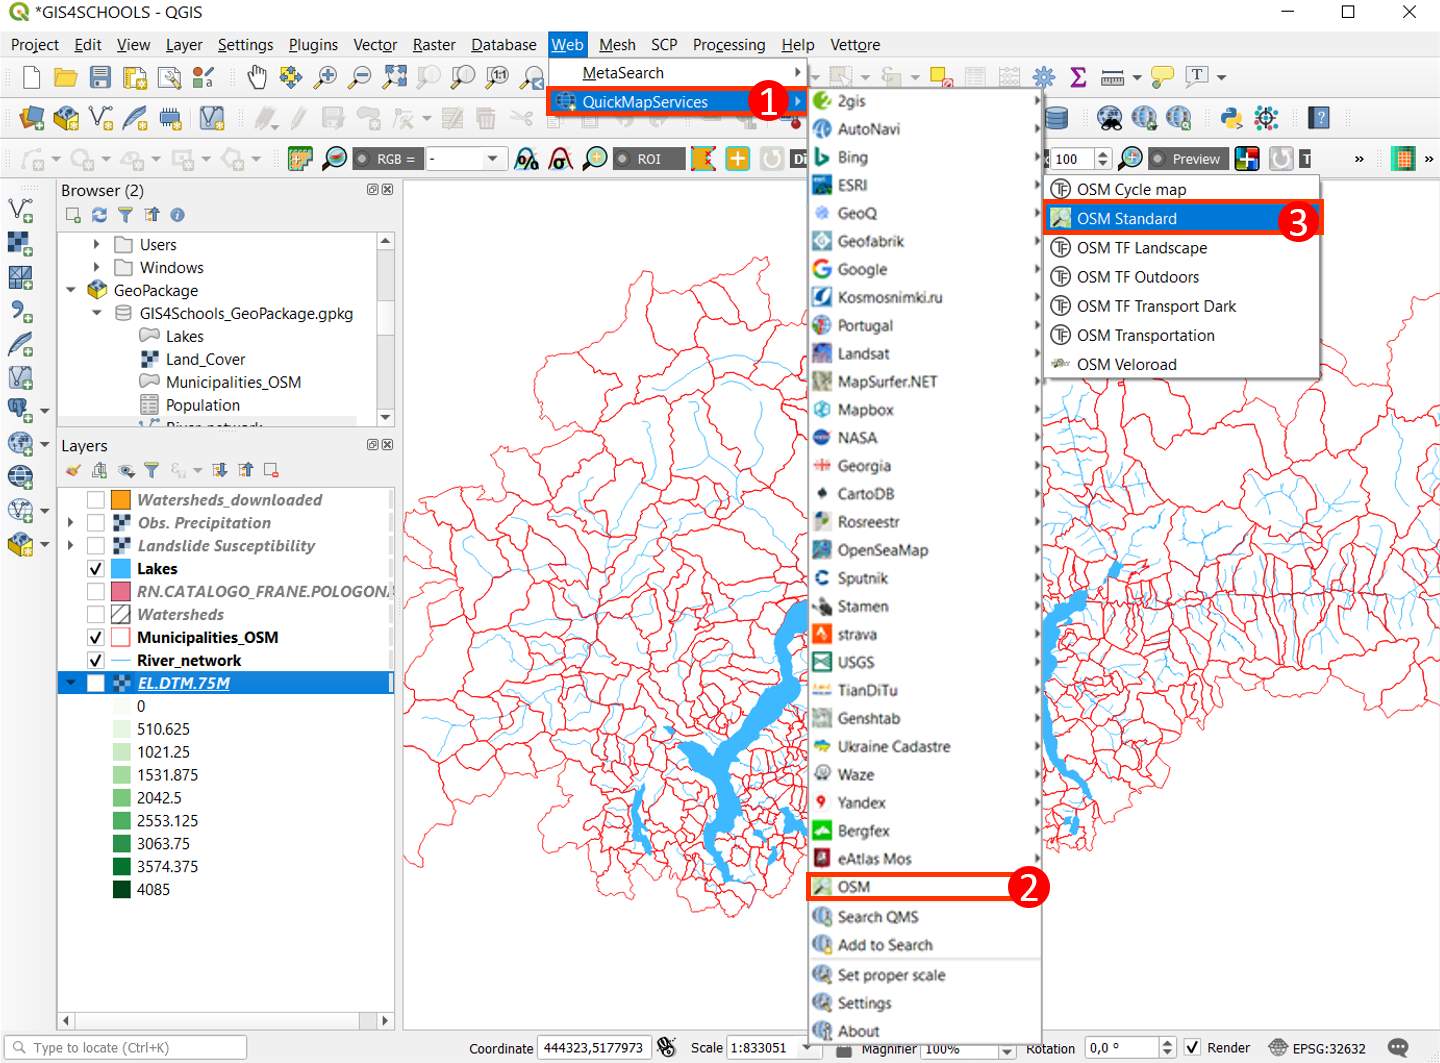 *GIS4SCHOOLS - QGIS
Project Edit View Layer Settings Plugins Vector Raster Database Web Mesh SCP Processing Help Vettore
MetaSearch
QuickMapServices
1
RGB =
-
ROI
Di
100
Preview
T
»
»
Browser (2)
Users
Windows
GeoPackage
GIS4Schools_GeoPackage.gpkg
Lakes
Land_Cover
Municipalities_OSM
Population
River_network
Layers
Watersheds_downloaded
Obs. Precipitation
Landslide Susceptibility
Lakes
RN.CATALOGO_FRANE.POLOGONA
Watersheds
Municipalities_OSM
River_network
EL.DTM.75M
0
510.625
1021.25
1531.875
2042.5
2553.125
3063.75
3574.375
4085
2gis
AutoNavi
Bing
ESRI
GeoQ
Geofabrik
Google
Kosmosnimki.ru
Portugal
Landsat
MapSurfer.NET
Mapbox
NASA
Georgia
CartoDB
Rosreestr
OpenSeaMap
Sputnik
Stamen
strava
USGS
TianDiTu
Genshtab
Ukraine Cadastre
Waze
Yandex
Bergfex
eAtlas Mos
OSM
2
Search QMS
Add to Search
Set proper scale
Settings
About
OSM Cycle map
OSM Standard
3
OSM TF Landscape
OSM TF Outdoors
OSM TF Transport Dark
OSM Transportation
OSM Veloroad
Type to locate (Ctrl+K)
Coordinate 444323,5177973 Scale 1:833051 Magnifier 100% Rotation 0,0 ° Render EPSG:32632